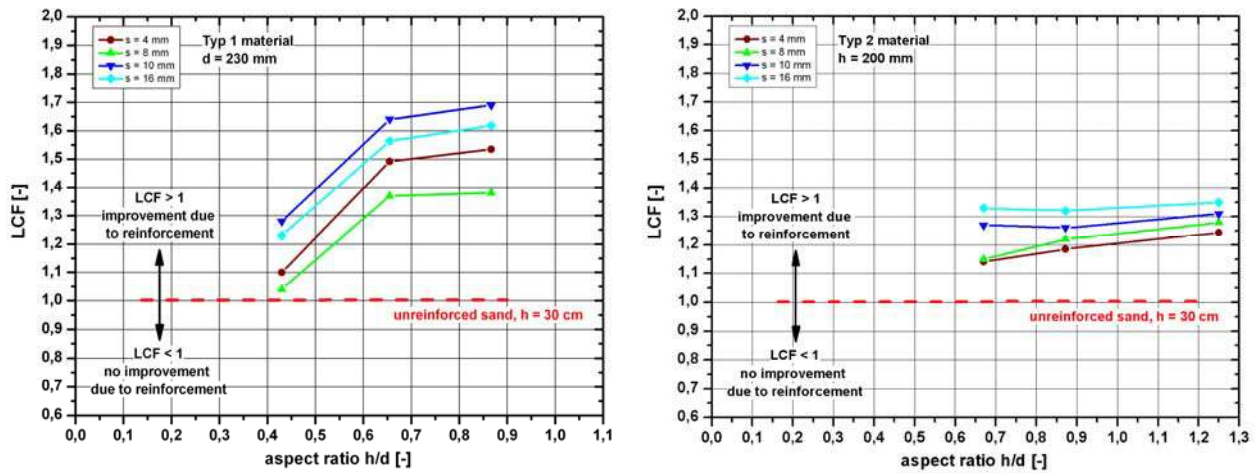 2,0
1,9
1,8
1,7
1,6
1,5
1,4
1,3
1,2
1,1
1,0
0,9
0,8
0,7
0,6
LCF [-]
s = 4 mm
s = 8 mm
s = 10 mm
s = 16 mm
Typ 1 material
d = 230 mm
LCF > 1
improvement due
to reinforcement
unreinforced sand, h = 30 cm
LCF < 1
no improvement
due to reinforcement
0,0 0,1 0,2 0,3 0,4 0,5 0,6 0,7 0,8 0,9 1,0 1,1
aspect ratio h/d [-]
2,0
1,9
1,8
1,7
1,6
1,5
1,4
1,3
1,2
1,1
1,0
0,9
0,8
0,7
0,6
LCF [-]
s = 4 mm
s = 8 mm
s = 10 mm
s = 16 mm
Typ 2 material
h = 200 mm
LCF > 1
improvement due
to reinforcement
unreinforced sand, h = 30 cm
LCF < 1
no improvement
due to reinforcement
0,0 0,1 0,2 0,3 0,4 0,5 0,6 0,7 0,8 0,9 1,0 1,1 1,2 1,3
aspect ratio h/d [-]